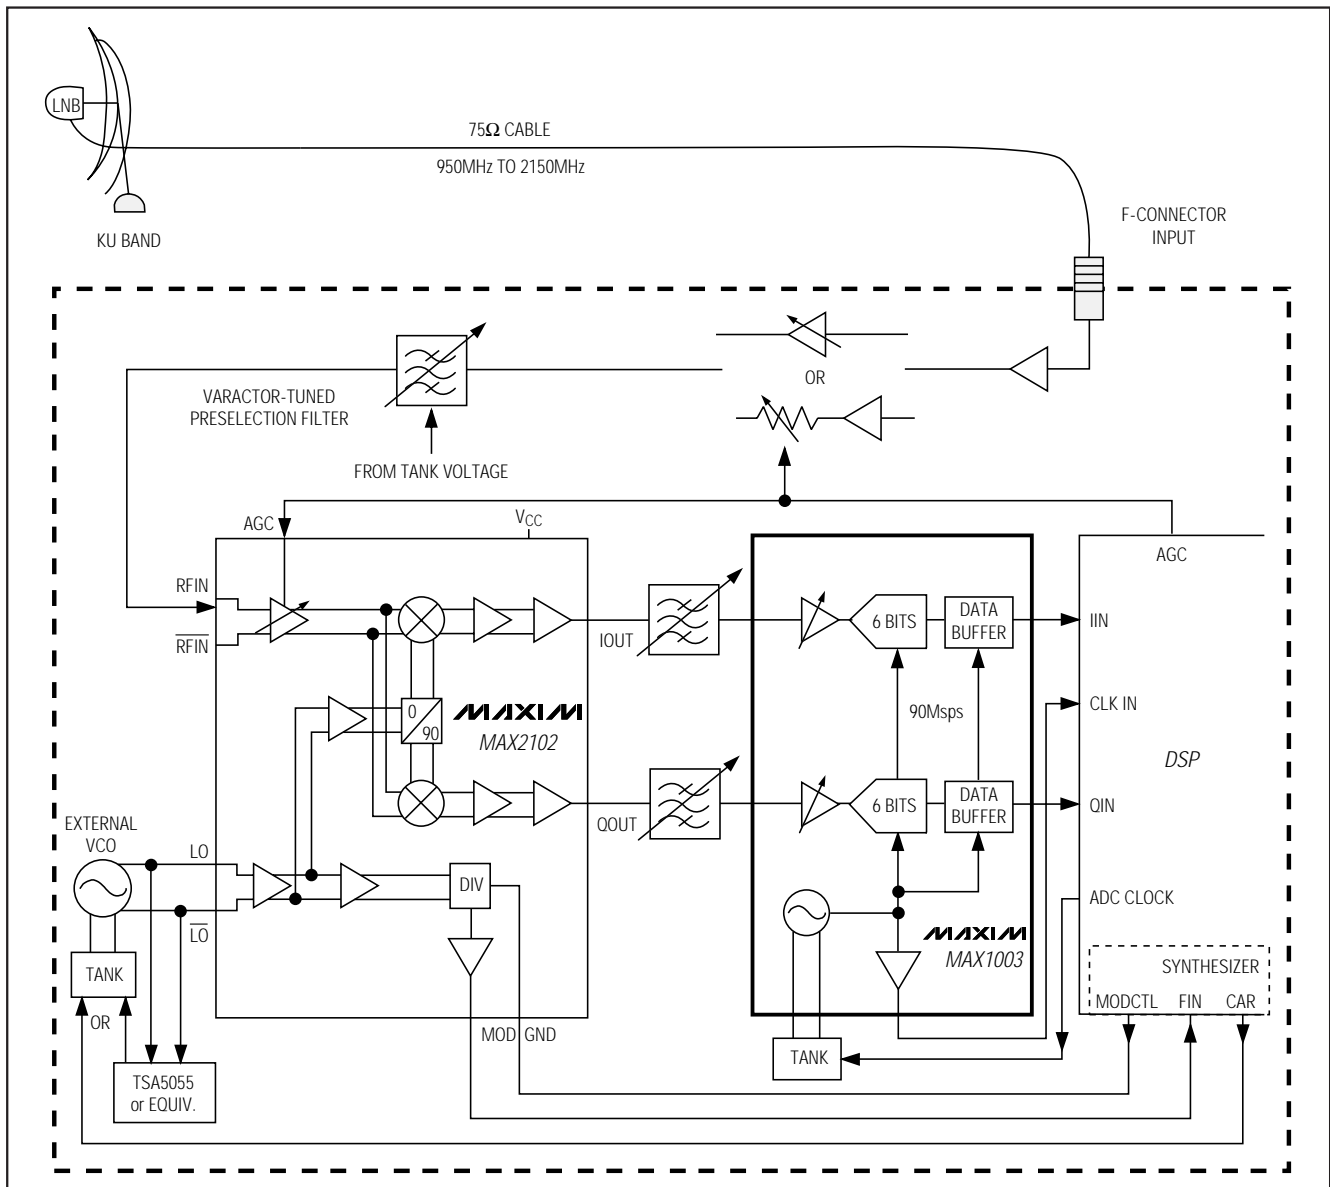 LNB
75Ω CABLE
950MHz TO 2150MHz
KU BAND
F-CONNECTOR
INPUT
VARACTOR-TUNED
PRESELECTION FILTER
FROM TANK VOLTAGE
OR
AGC
VCC
AGC
RFIN
RFIN
IOUT
6 BITS
DATA
BUFFER
IIN
0
90
MAXIM
MAX2102
90Msps
CLK IN
DSP
QOUT
6 BITS
DATA
BUFFER
QIN
EXTERNAL
VCO
LO
LO
DIV
ADC CLOCK
MAXIM
MAX1003
TANK
OR
SYNTHESIZER
MODCTL FIN CAR
MOD GND
TANK
TSA5055
or EQUIV.